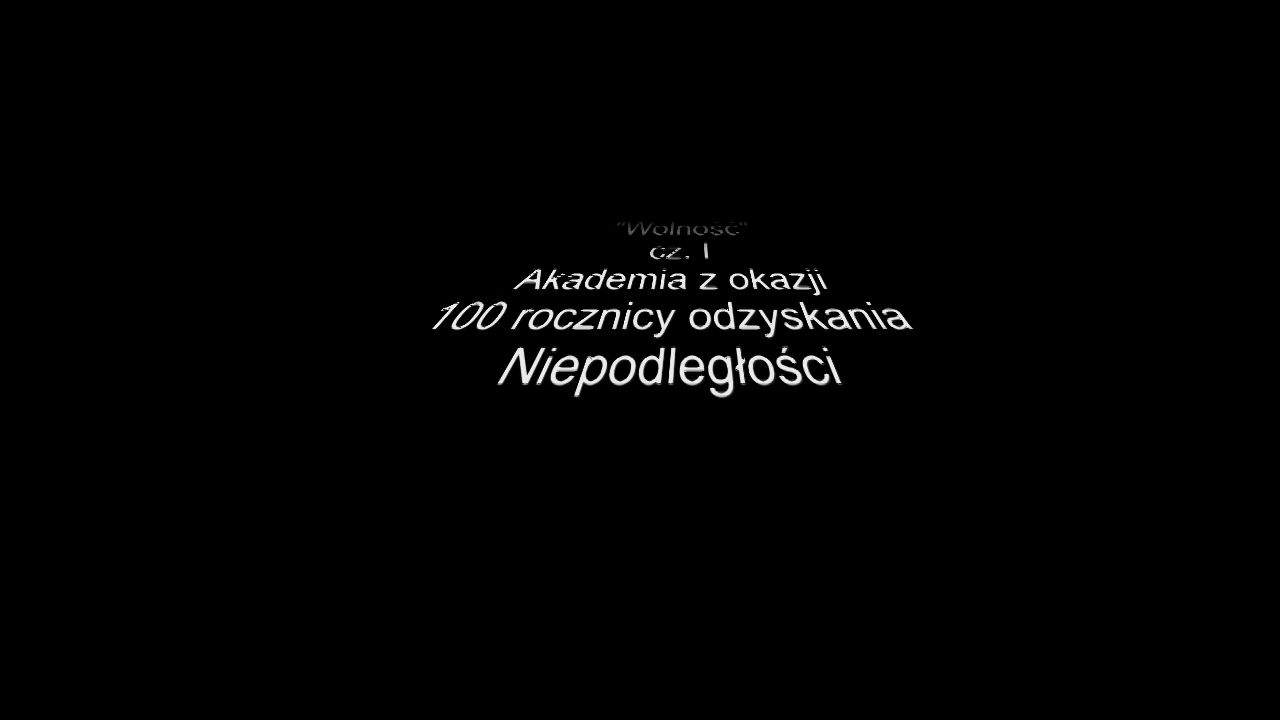 "Wolność"
cz. I
Akademia z okazji
100 rocznicy odzyskania
Niepodległości